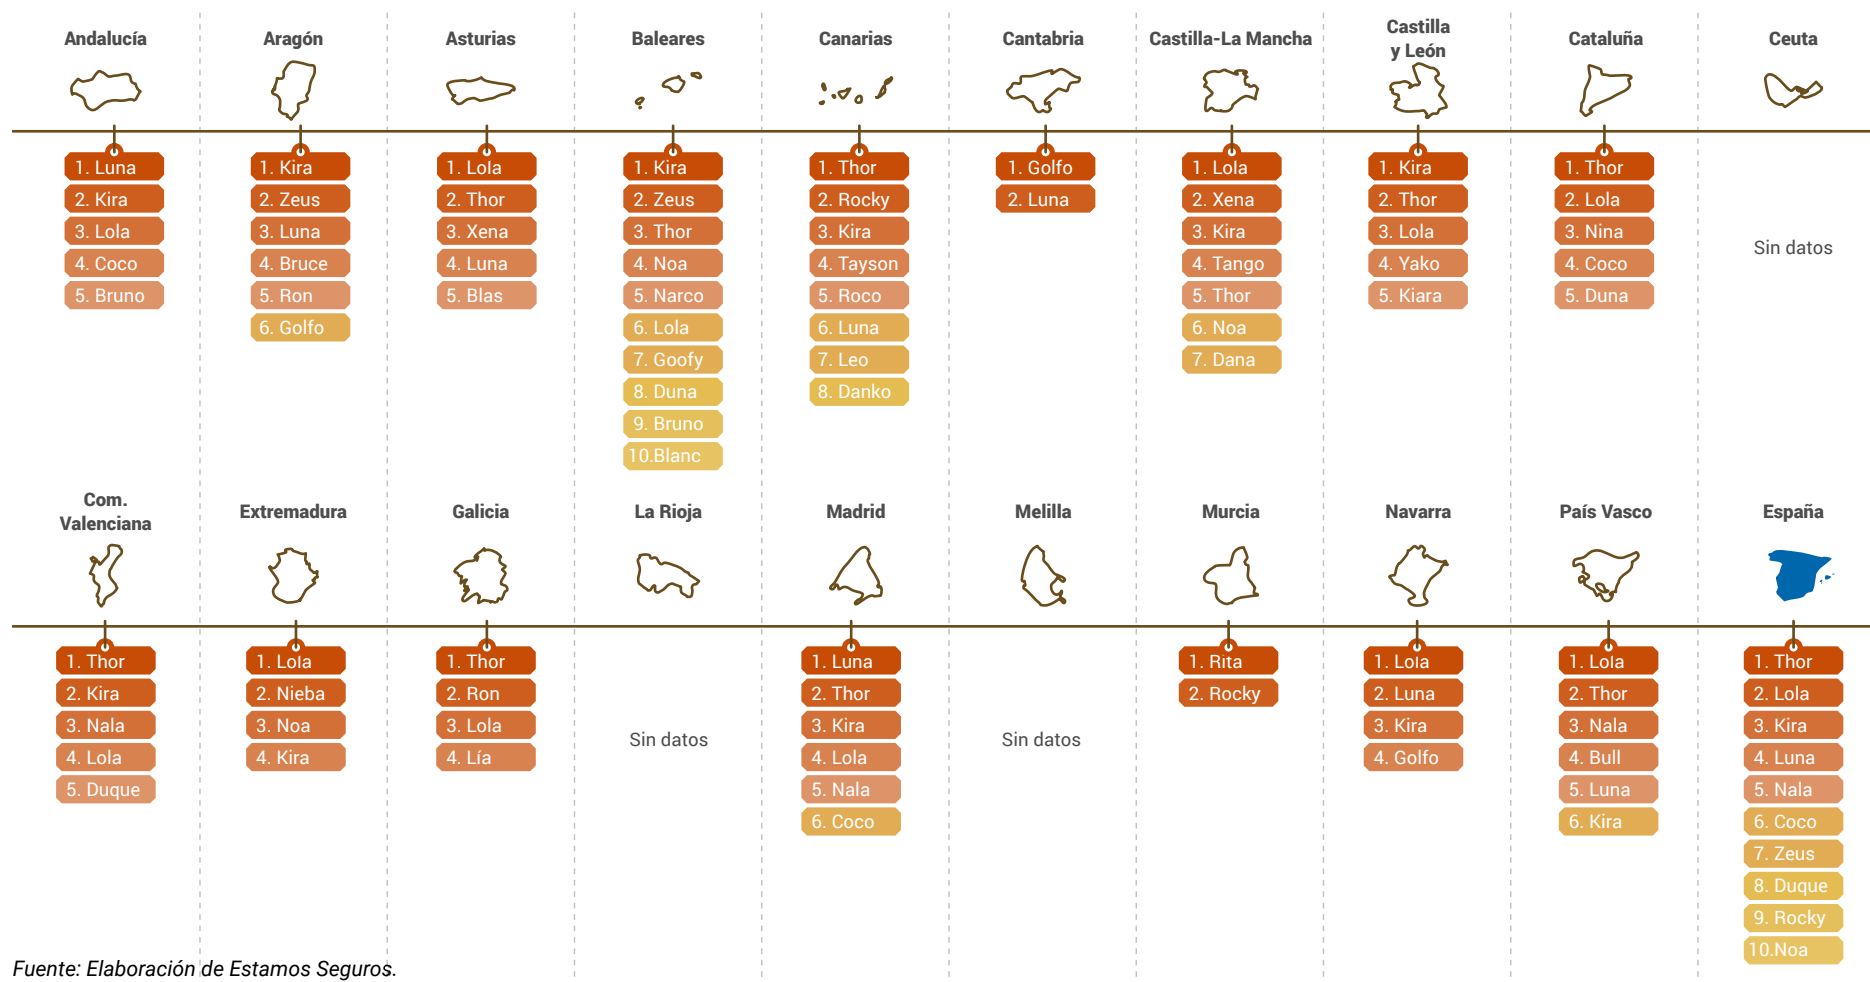 Andalucía
1. Luna
2. Kira
3. Lola
4. Coco
5. Bruno
Aragón
1. Kira
2. Zeus
3. Luna
4. Bruce
5. Ron
6. Golfo
Asturias
1. Lola
2. Thor
3. Xena
4. Luna
5. Blas
Baleares
1. Kira
2. Zeus
3. Thor
4. Noa
5. Narco
6. Lola
7. Goofy
8. Duna
9. Bruno
10.Blanc
Canarias
1. Thor
2. Rocky
3. Kira
4. Tayson
5. Roco
6. Luna
7. Leo
8. Danko
Cantabria
1. Golfo
2. Luna
Castilla-La Mancha
1. Lola
2. Xena
3. Kira
4. Tango
5. Thor
6. Noa
7. Dana
Castilla
y León
1. Kira
2. Thor
3. Lola
4. Yako
5. Kiara
Cataluña
1. Thor
2. Lola
3. Nina
4. Coco
5. Duna
Ceuta
Sin datos
Com.
Valenciana
1. Thor
2. Kira
3. Nala
4. Lola
5. Duque
Extremadura
1. Lola
2. Nieba
3. Noa
4. Kira
Galicia
1. Thor
2. Ron
3. Lola
4. Lía
La Rioja
Sin datos
Madrid
1. Luna
2. Thor
3. Kira
4. Lola
5. Nala
6. Coco
Melilla
Sin datos
Murcia
1. Rita
2. Rocky
Navarra
1. Lola
2. Luna
3. Kira
4. Golfo
País Vasco
1. Lola
2. Thor
3. Nala
4. Bull
5. Luna
6. Kira
España
1. Thor
2. Lola
3. Kira
4. Luna
5. Nala
6. Coco
7. Zeus
8. Duque
9. Rocky
10.Noa
Fuente: Elaboración de Estamos Seguros.